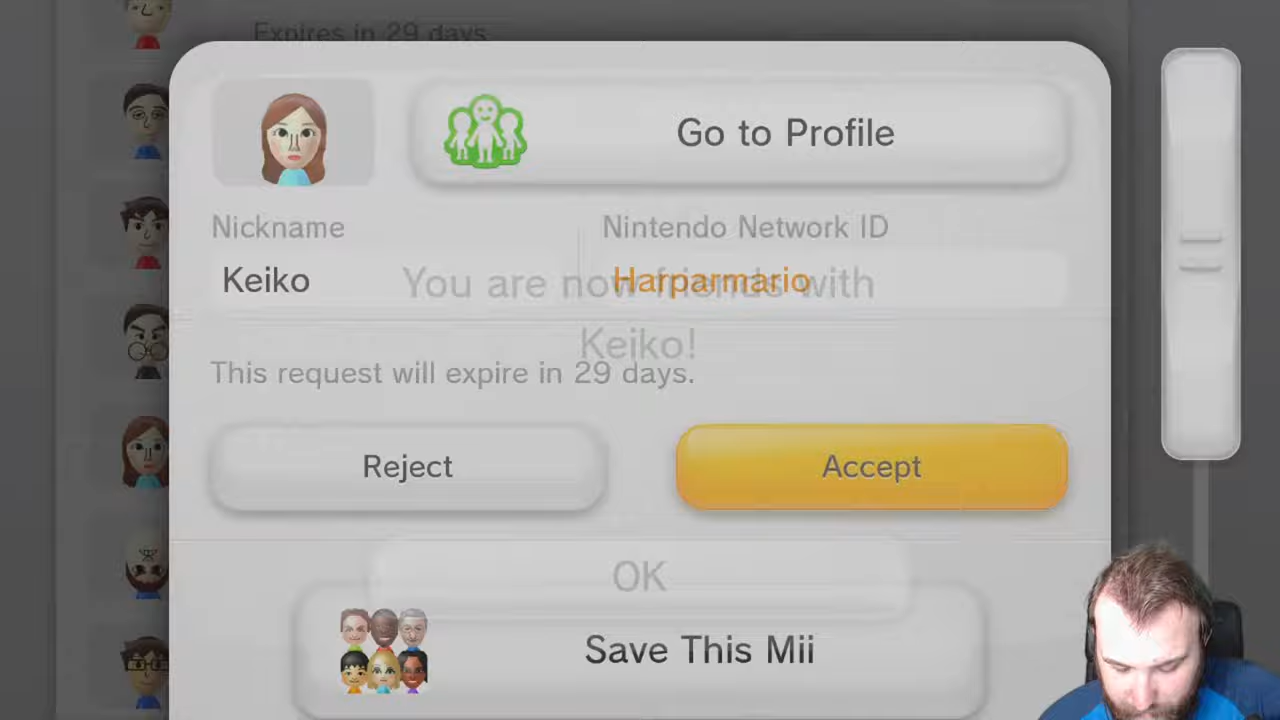 Expires in 29 days
Go to Profile
Nickname
Nintendo Network ID
Keiko
Harparmario
You are now friends with
Keiko!
This request will expire in 29 days.
Reject
Accept
OK
Save This Mii